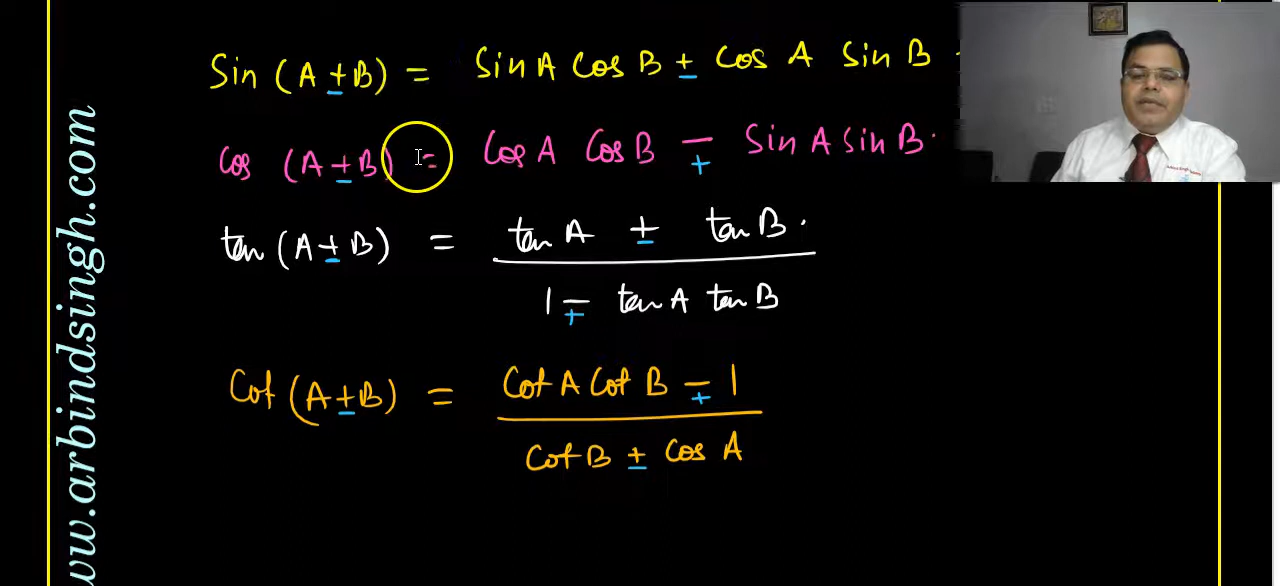 Sin (A ± B) = Sin A Cos B ± Cos A Sin B
Cos (A ± B) = Cos A Cos B ∓ Sin A Sin B.
tan (A ± B) = tan A ± tan B.
1 ∓ tan A tan B
Cot (A ± B) = Cot A Cot B ∓ 1
Cot B ± Cos A
ww.arbindsingh.com